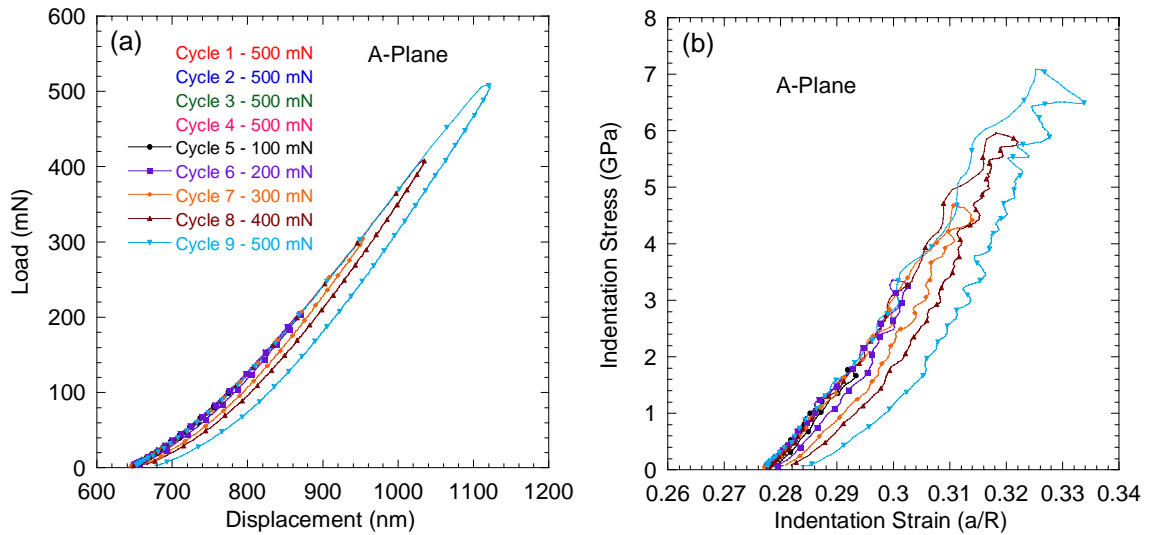 (a)
A-Plane
Cycle 1 - 500 mN
Cycle 2 - 500 mN
Cycle 3 - 500 mN
Cycle 4 - 500 mN
Cycle 5 - 100 mN
Cycle 6 - 200 mN
Cycle 7 - 300 mN
Cycle 8 - 400 mN
Cycle 9 - 500 mN
Load (mN)
600
500
400
300
200
100
0
600 700 800 900 1000 1100 1200
Displacement (nm)
(b)
A-Plane
Indentation Stress (GPa)
8
7
6
5
4
3
2
1
0
0.26 0.27 0.28 0.29 0.3 0.31 0.32 0.33 0.34
Indentation Strain (a/R)